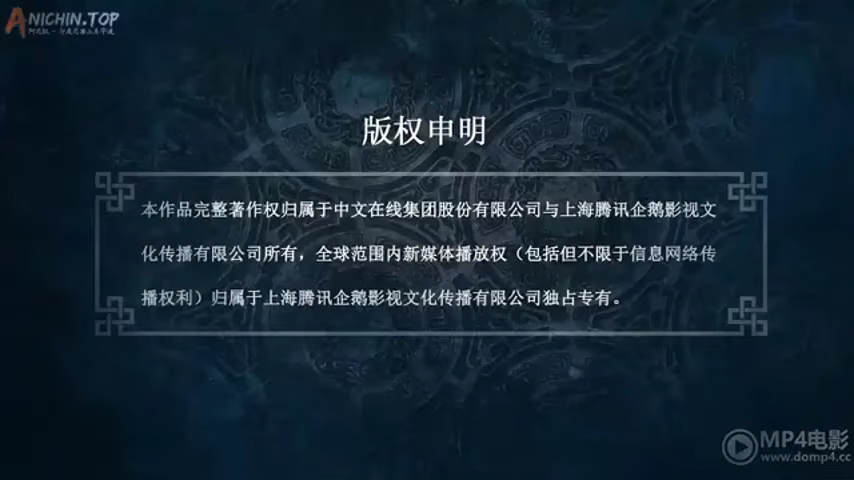 ANICHIN.TOP
版权申明
本作品完整著作权归属于中文在线集团股份有限公司与上海腾讯企鹅影视文
化传播有限公司所有，全球范围内新媒体播放权（包括但不限于信息网络传
播权利）归属于上海腾讯企鹅影视文化传播有限公司独占专有。
MP4电影
www.domp4.cc